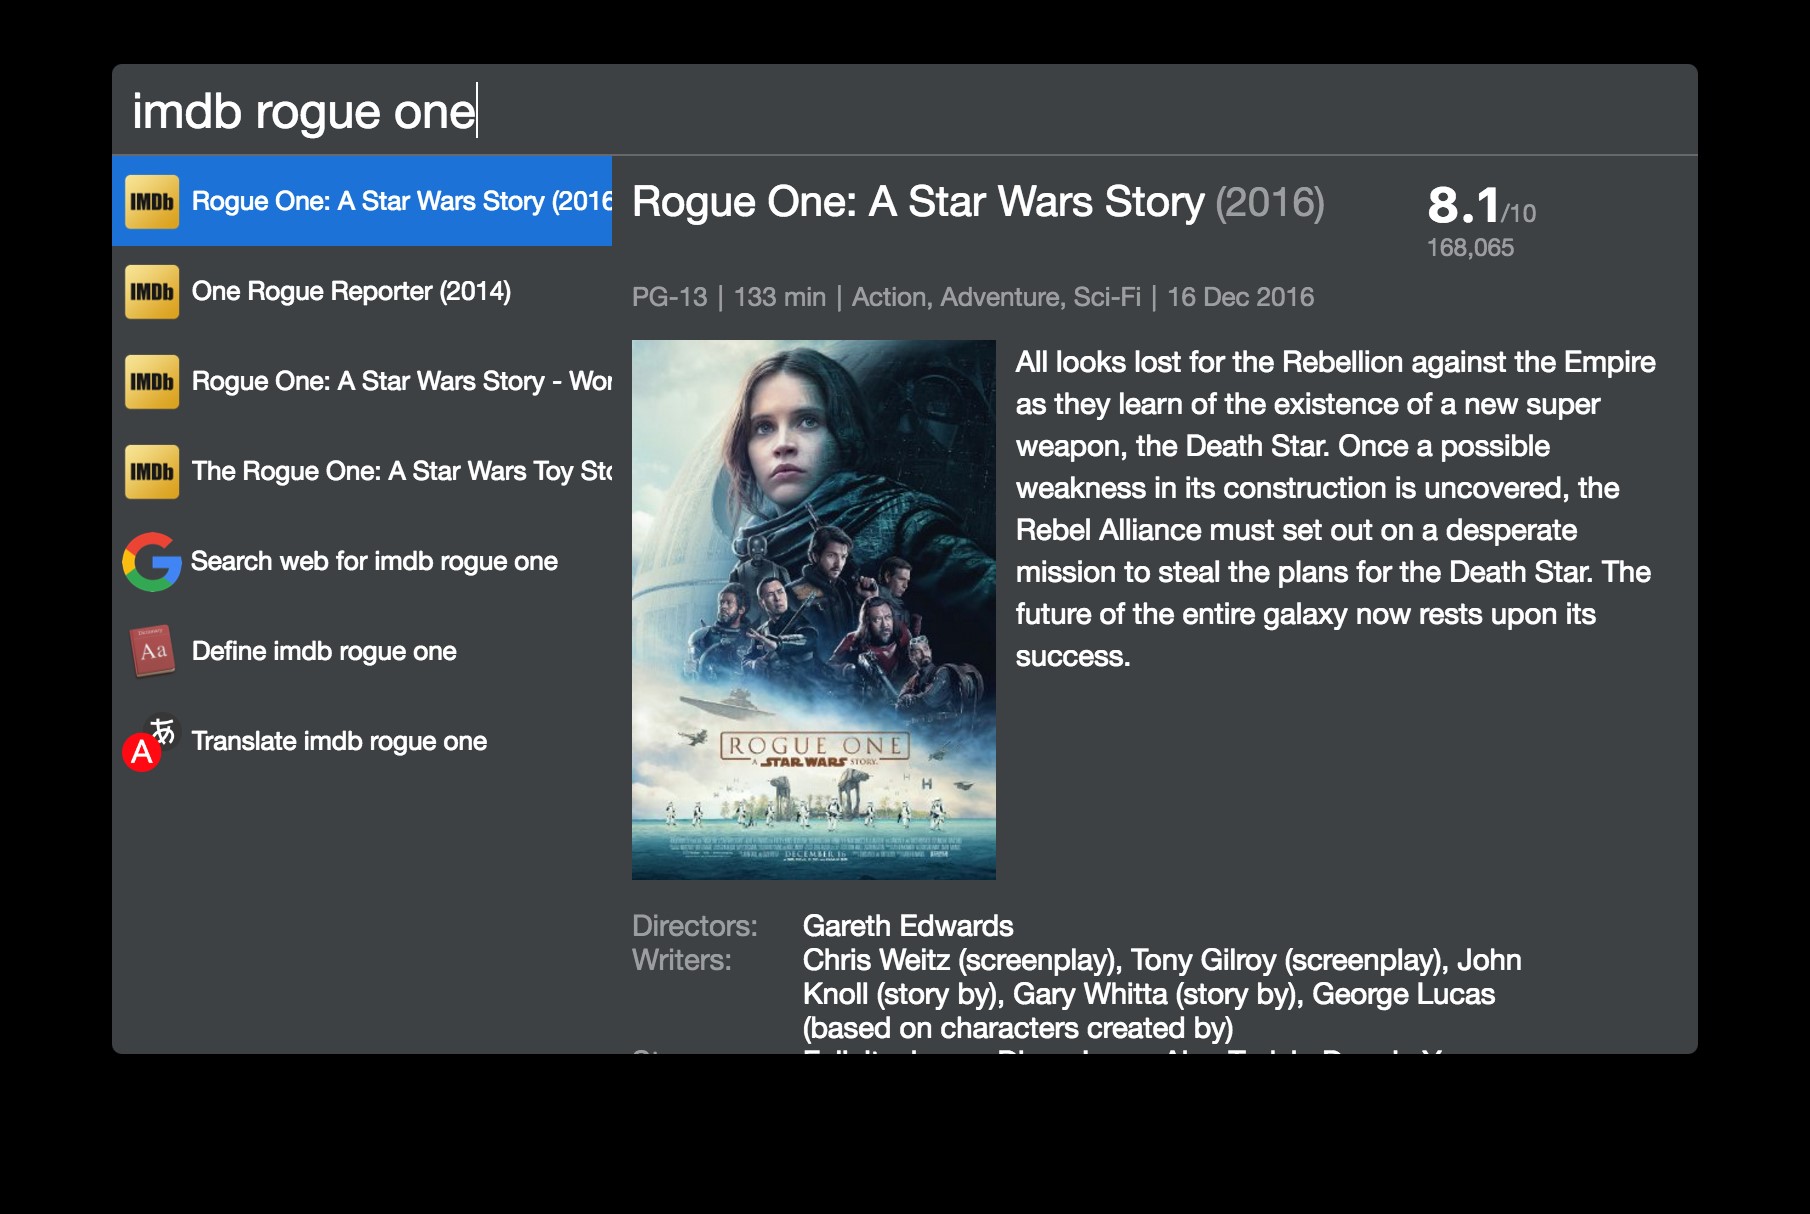 imdb rogue one
IMDb Rogue One: A Star Wars Story (2016
IMDb One Rogue Reporter (2014)
IMDb Rogue One: A Star Wars Story - Wor
IMDb The Rogue One: A Star Wars Toy Sto
Search web for imdb rogue one
Dictionary
Aa Define imdb rogue one
あ
A Translate imdb rogue one
Rogue One: A Star Wars Story (2016)
8.1/10
168,065
PG-13 | 133 min | Action, Adventure, Sci-Fi | 16 Dec 2016
ROGUE ONE
A STAR WARS STORY
DECEMBER 16
All looks lost for the Rebellion against the Empire
as they learn of the existence of a new super
weapon, the Death Star. Once a possible
weakness in its construction is uncovered, the
Rebel Alliance must set out on a desperate
mission to steal the plans for the Death Star. The
future of the entire galaxy now rests upon its
success.
Directors: Gareth Edwards
Writers: Chris Weitz (screenplay), Tony Gilroy (screenplay), John
Knoll (story by), Gary Whitta (story by), George Lucas
(based on characters created by)